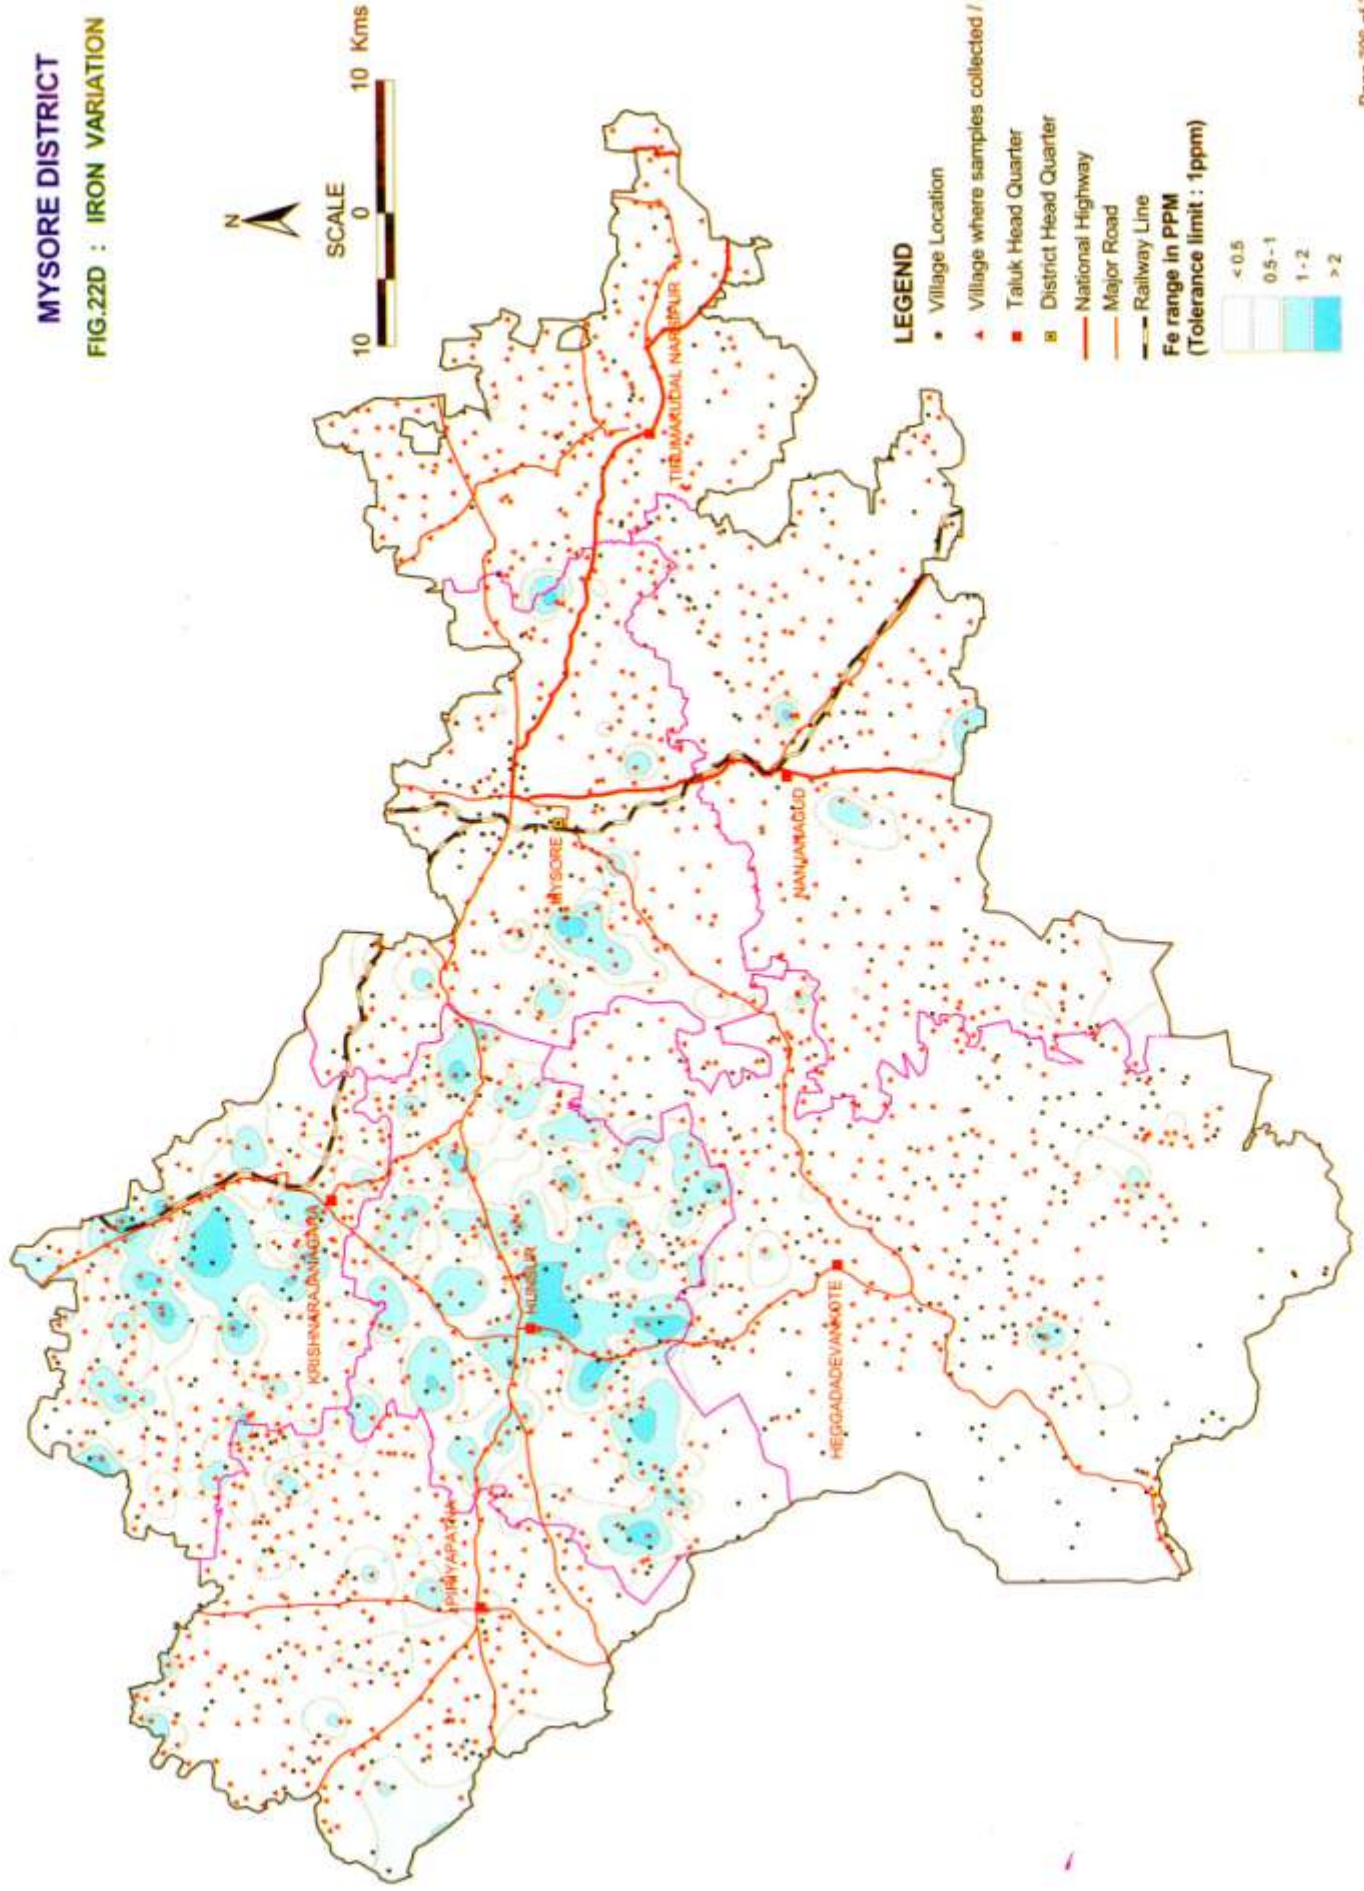 MYSORE DISTRICT
FIG.22D : IRON VARIATION
N
SCALE
10 0 10 Kms
KRISHNARAJANAGARA
PIRIYAPATNA
HUNSUR
MYSORE
TIRUMAKUDAL NARSIPUR
NANJANAGUD
HEGGADADEVANKOTE
LEGEND
Village Location
Village where samples collected /
Taluk Head Quarter
District Head Quarter
National Highway
Major Road
Railway Line
Fe range in PPM
(Tolerance limit : 1ppm)
< 0.5
0.5 - 1
1 - 2
> 2